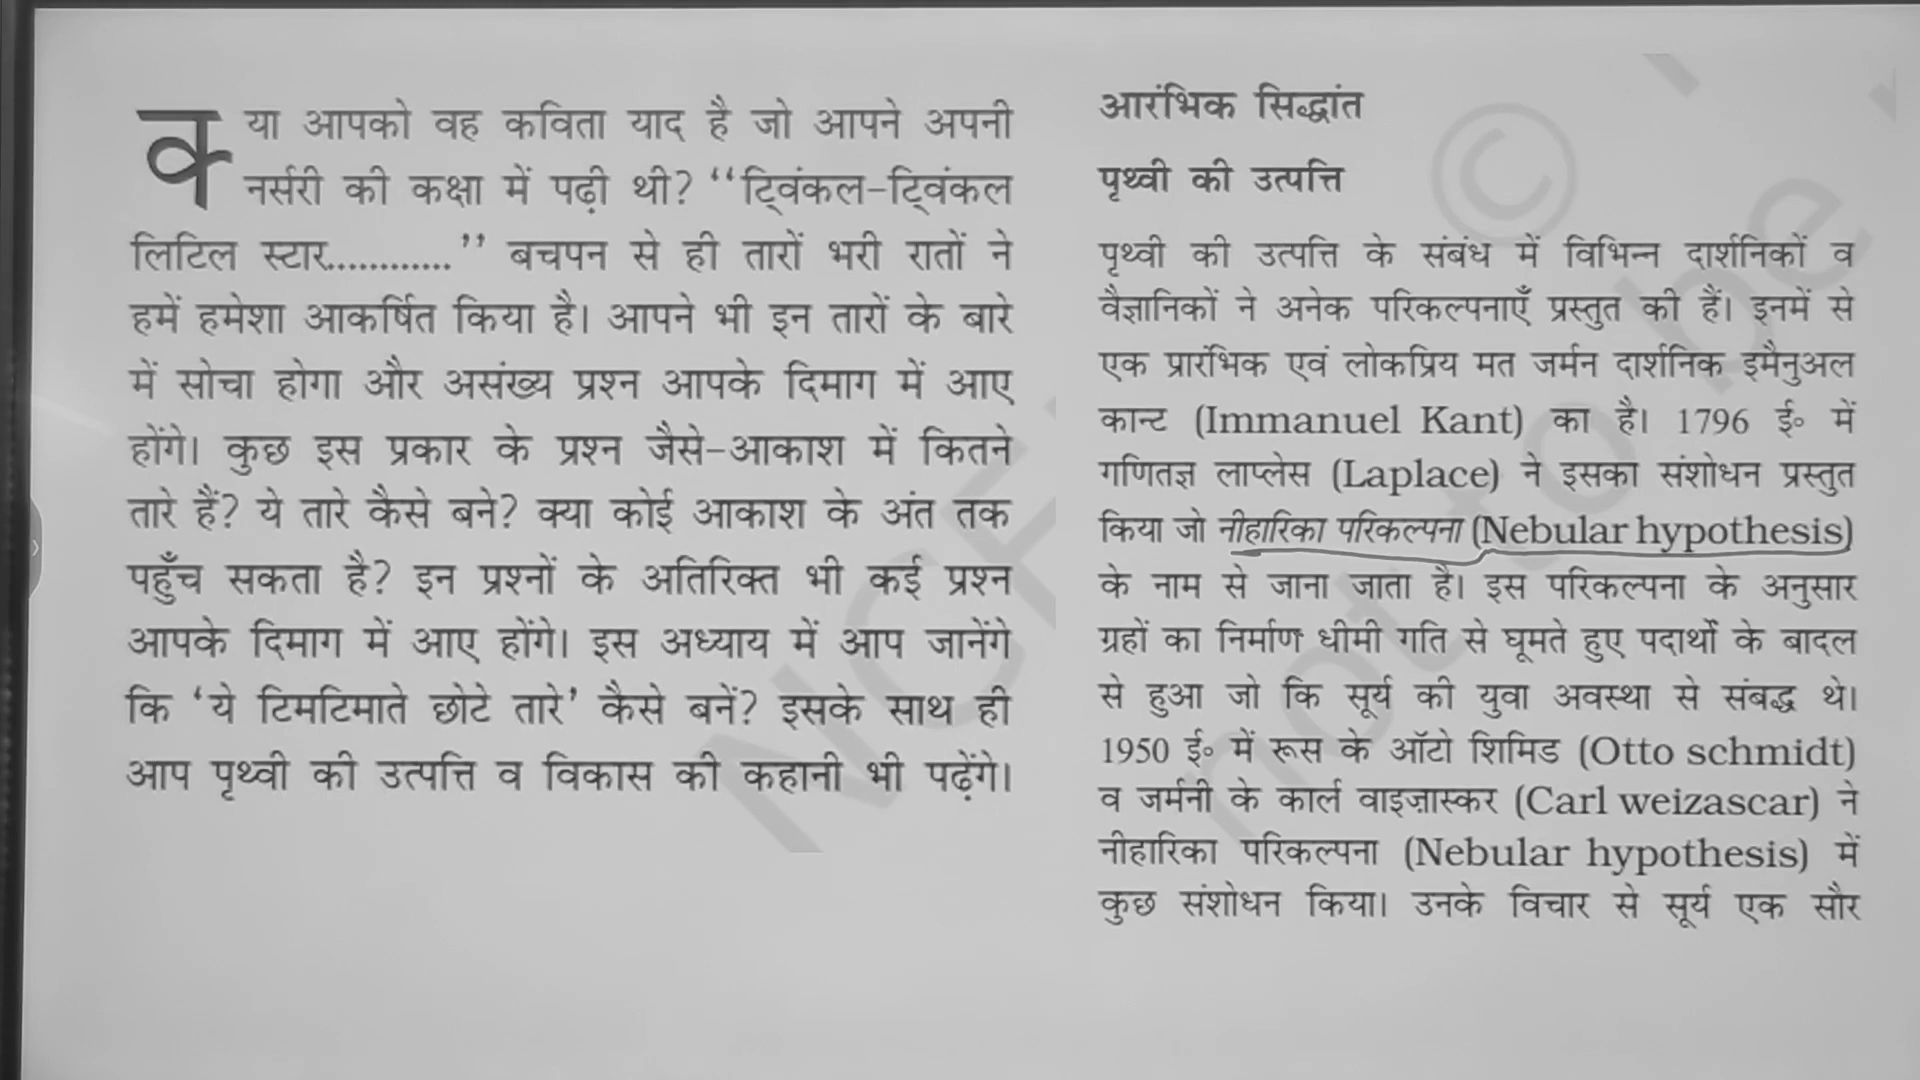 क्या आपको वह कविता याद है जो आपने अपनी
नर्सरी की कक्षा में पढ़ी थी? “ट्विंकल-ट्विंकल
लिटिल स्टार............” बचपन से ही तारों भरी रातों ने
हमें हमेशा आकर्षित किया है। आपने भी इन तारों के बारे
में सोचा होगा और असंख्य प्रश्न आपके दिमाग में आए
होंगे। कुछ इस प्रकार के प्रश्न जैसे-आकाश में कितने
तारे हैं? ये तारे कैसे बने? क्या कोई आकाश के अंत तक
पहुँच सकता है? इन प्रश्नों के अतिरिक्त भी कई प्रश्न
आपके दिमाग में आए होंगे। इस अध्याय में आप जानेंगे
कि ‘ये टिमटिमाते छोटे तारे’ कैसे बनें? इसके साथ ही
आप पृथ्वी की उत्पत्ति व विकास की कहानी भी पढ़ेंगे।
आरंभिक सिद्धांत
पृथ्वी की उत्पत्ति
पृथ्वी की उत्पत्ति के संबंध में विभिन्न दार्शनिकों व
वैज्ञानिकों ने अनेक परिकल्पनाएँ प्रस्तुत की हैं। इनमें से
एक प्रारंभिक एवं लोकप्रिय मत जर्मन दार्शनिक इमैनुअल
कान्ट (Immanuel Kant) का है। 1796 ई॰ में
गणितज्ञ लाप्लेस (Laplace) ने इसका संशोधन प्रस्तुत
किया जो नीहारिका परिकल्पना (Nebular hypothesis)
के नाम से जाना जाता है। इस परिकल्पना के अनुसार
ग्रहों का निर्माण धीमी गति से घूमते हुए पदार्थों के बादल
से हुआ जो कि सूर्य की युवा अवस्था से संबद्ध थे।
1950 ई॰ में रूस के ऑटो शिमिड (Otto schmidt)
व जर्मनी के कार्ल वाइज़ास्कर (Carl weizascar) ने
नीहारिका परिकल्पना (Nebular hypothesis) में
कुछ संशोधन किया। उनके विचार से सूर्य एक सौर
©
not to be